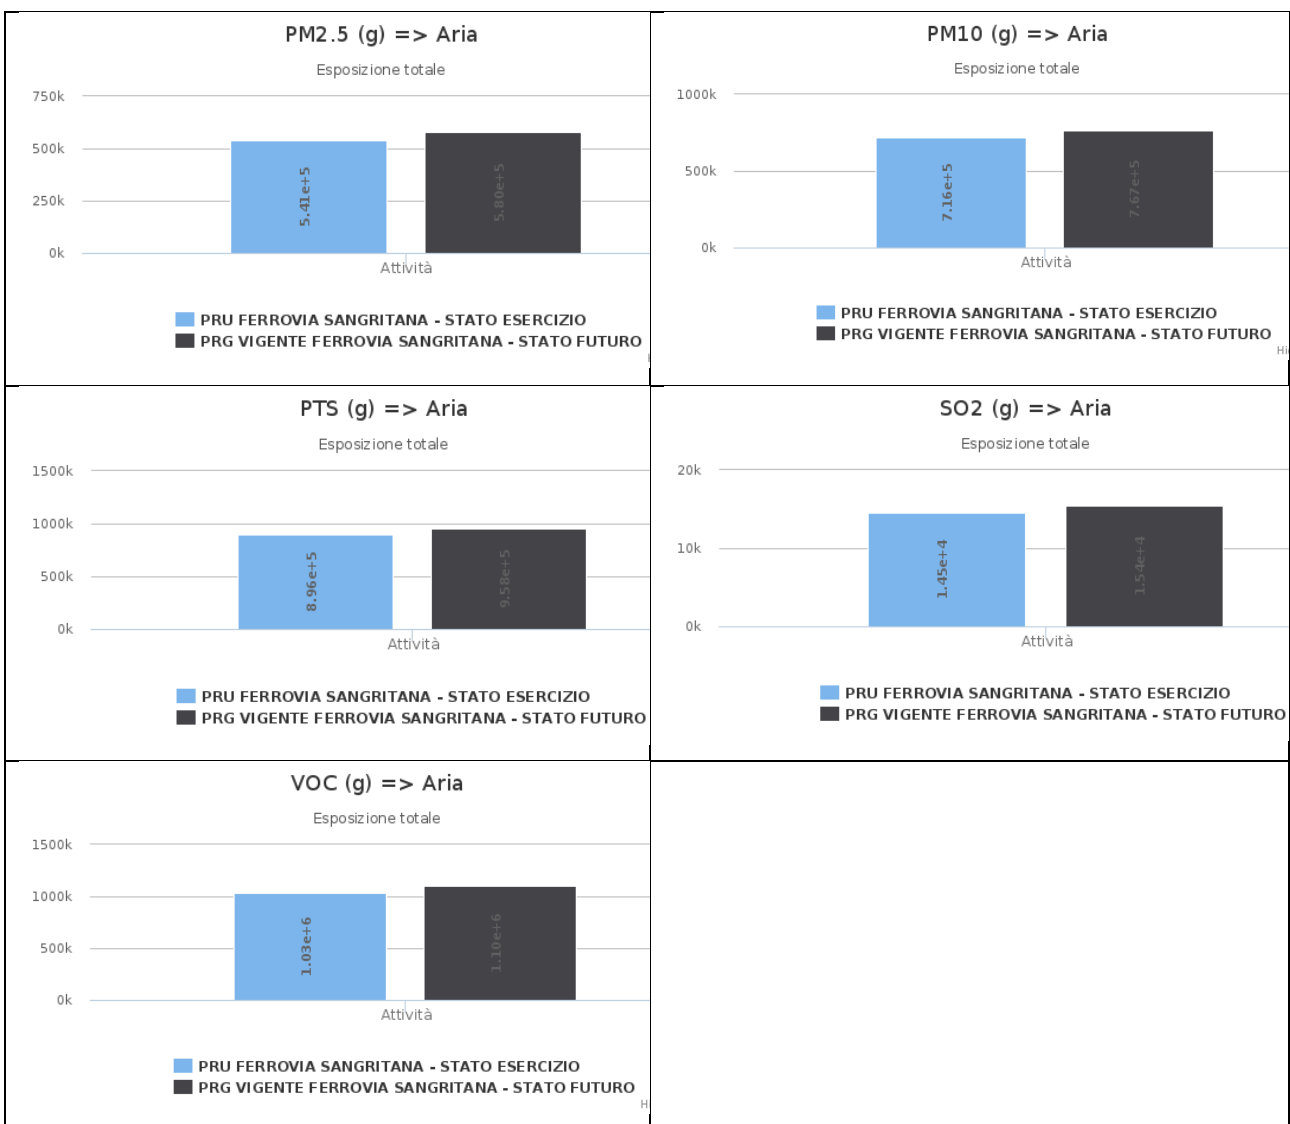 PM2.5 (g) => Aria
Esposizione totale
750k
500k
250k
0k
5.41e+5
5.80e+5
Attività
PRU FERROVIA SANGRITANA - STATO ESERCIZIO
PRG VIGENTE FERROVIA SANGRITANA - STATO FUTURO
PM10 (g) => Aria
Esposizione totale
1000k
500k
0k
7.16e+5
7.67e+5
Attività
PRU FERROVIA SANGRITANA - STATO ESERCIZIO
PRG VIGENTE FERROVIA SANGRITANA - STATO FUTURO
PTS (g) => Aria
Esposizione totale
1500k
1000k
500k
0k
8.96e+5
9.58e+5
Attività
PRU FERROVIA SANGRITANA - STATO ESERCIZIO
PRG VIGENTE FERROVIA SANGRITANA - STATO FUTURO
SO2 (g) => Aria
Esposizione totale
20k
10k
0k
1.45e+4
1.54e+4
Attività
PRU FERROVIA SANGRITANA - STATO ESERCIZIO
PRG VIGENTE FERROVIA SANGRITANA - STATO FUTURO
VOC (g) => Aria
Esposizione totale
1500k
1000k
500k
0k
1.03e+6
1.10e+6
Attività
PRU FERROVIA SANGRITANA - STATO ESERCIZIO
PRG VIGENTE FERROVIA SANGRITANA - STATO FUTURO